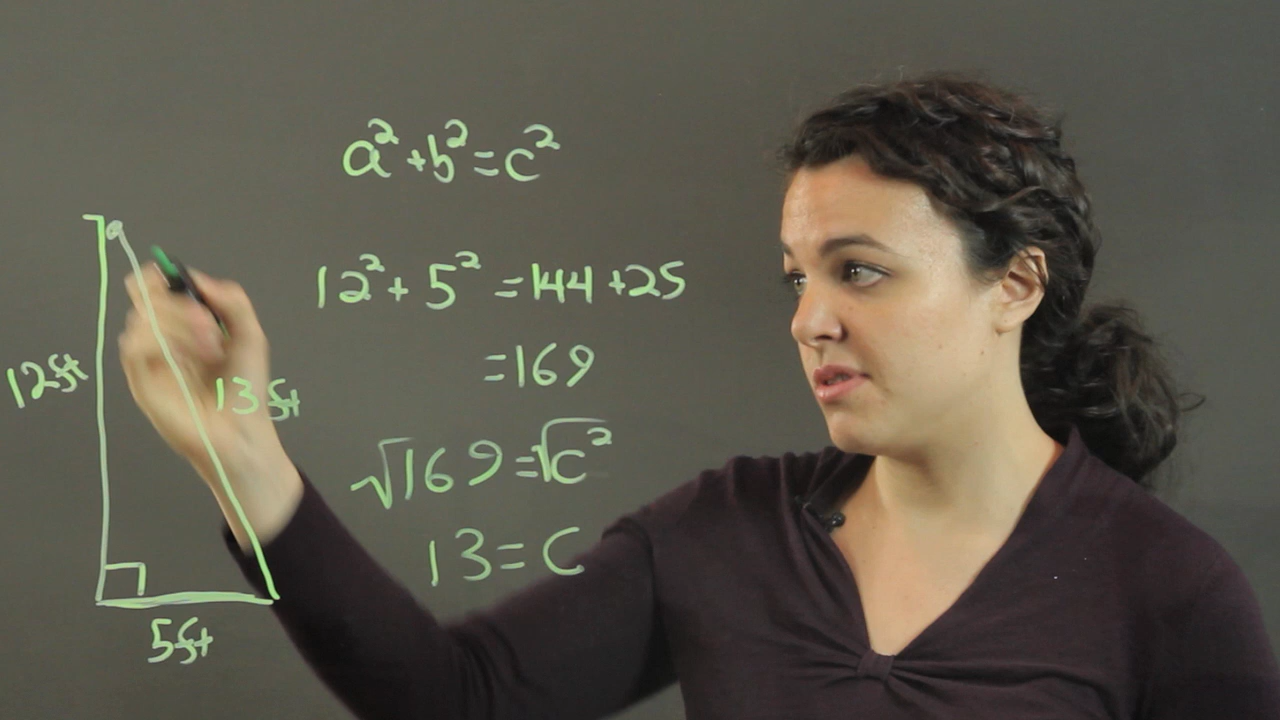 a²+b²=c²
12²+5²=144+25
=169
√169=√c²
13=C
12ft
13ft
5ft